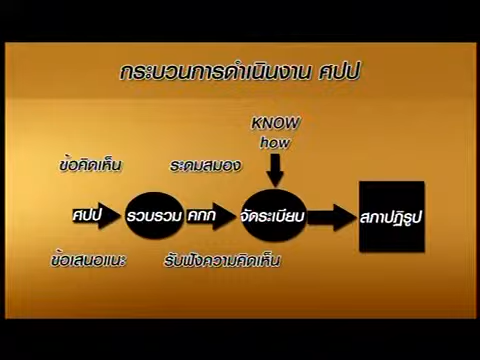 กระบวนการดำเนินงาน ศปป
KNOW
how
ข้อคิดเห็น
ระดมสมอง
ศปป
รวบรวม
คกก
จัดระเบียบ
สภาปฏิรูป
ข้อเสนอแนะ
รับฟังความคิดเห็น